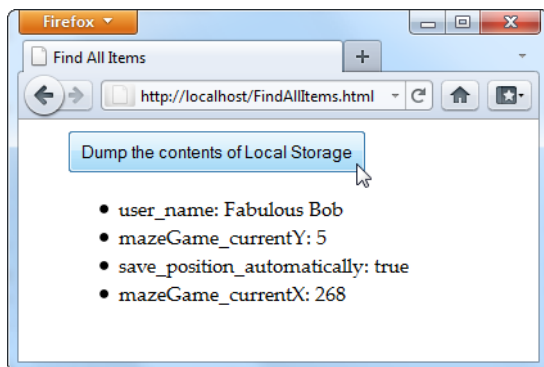 Firefox
Find All Items
http://localhost/FindAllItems.html
Dump the contents of Local Storage
• user_name: Fabulous Bob
• mazeGame_currentY: 5
• save_position_automatically: true
• mazeGame_currentX: 268